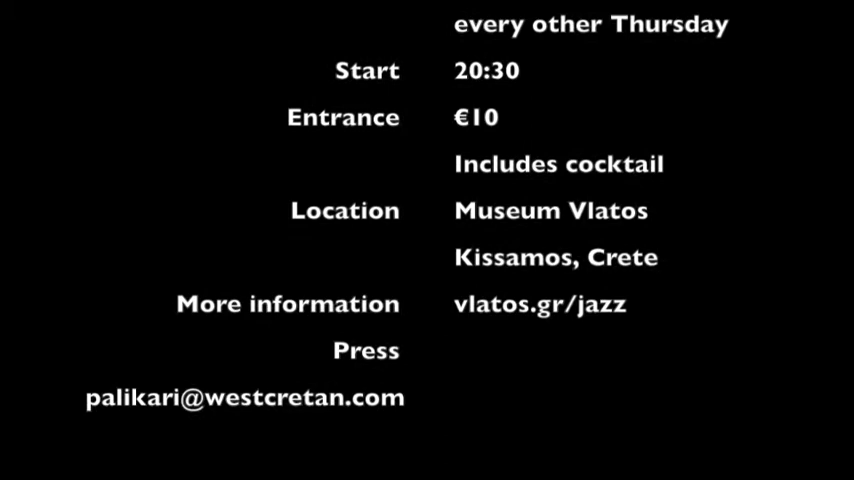 every other Thursday
Start 20:30
Entrance €10
Includes cocktail
Location Museum Vlatos
Kissamos, Crete
More information vlatos.gr/jazz
Press
palikari@westcretan.com